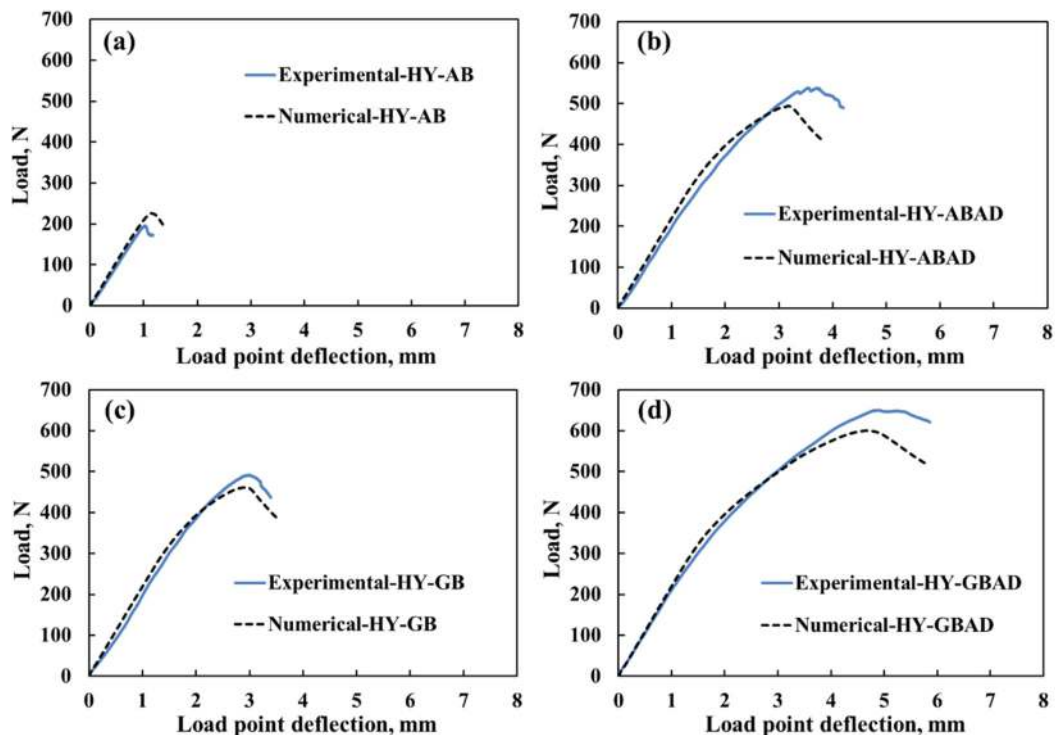 (a)
700
600
500
400
300
200
100
0
Load, N
Experimental-HY-AB
Numerical-HY-AB
0 1 2 3 4 5 6 7 8
Load point deflection, mm
(b)
700
600
500
400
300
200
100
0
Load, N
Experimental-HY-ABAD
Numerical-HY-ABAD
0 1 2 3 4 5 6 7 8
Load point deflection, mm
(c)
700
600
500
400
300
200
100
0
Load, N
Experimental-HY-GB
Numerical-HY-GB
0 1 2 3 4 5 6 7 8
Load point deflection, mm
(d)
700
600
500
400
300
200
100
0
Load, N
Experimental-HY-GBAD
Numerical-HY-GBAD
0 1 2 3 4 5 6 7 8
Load point deflection, mm